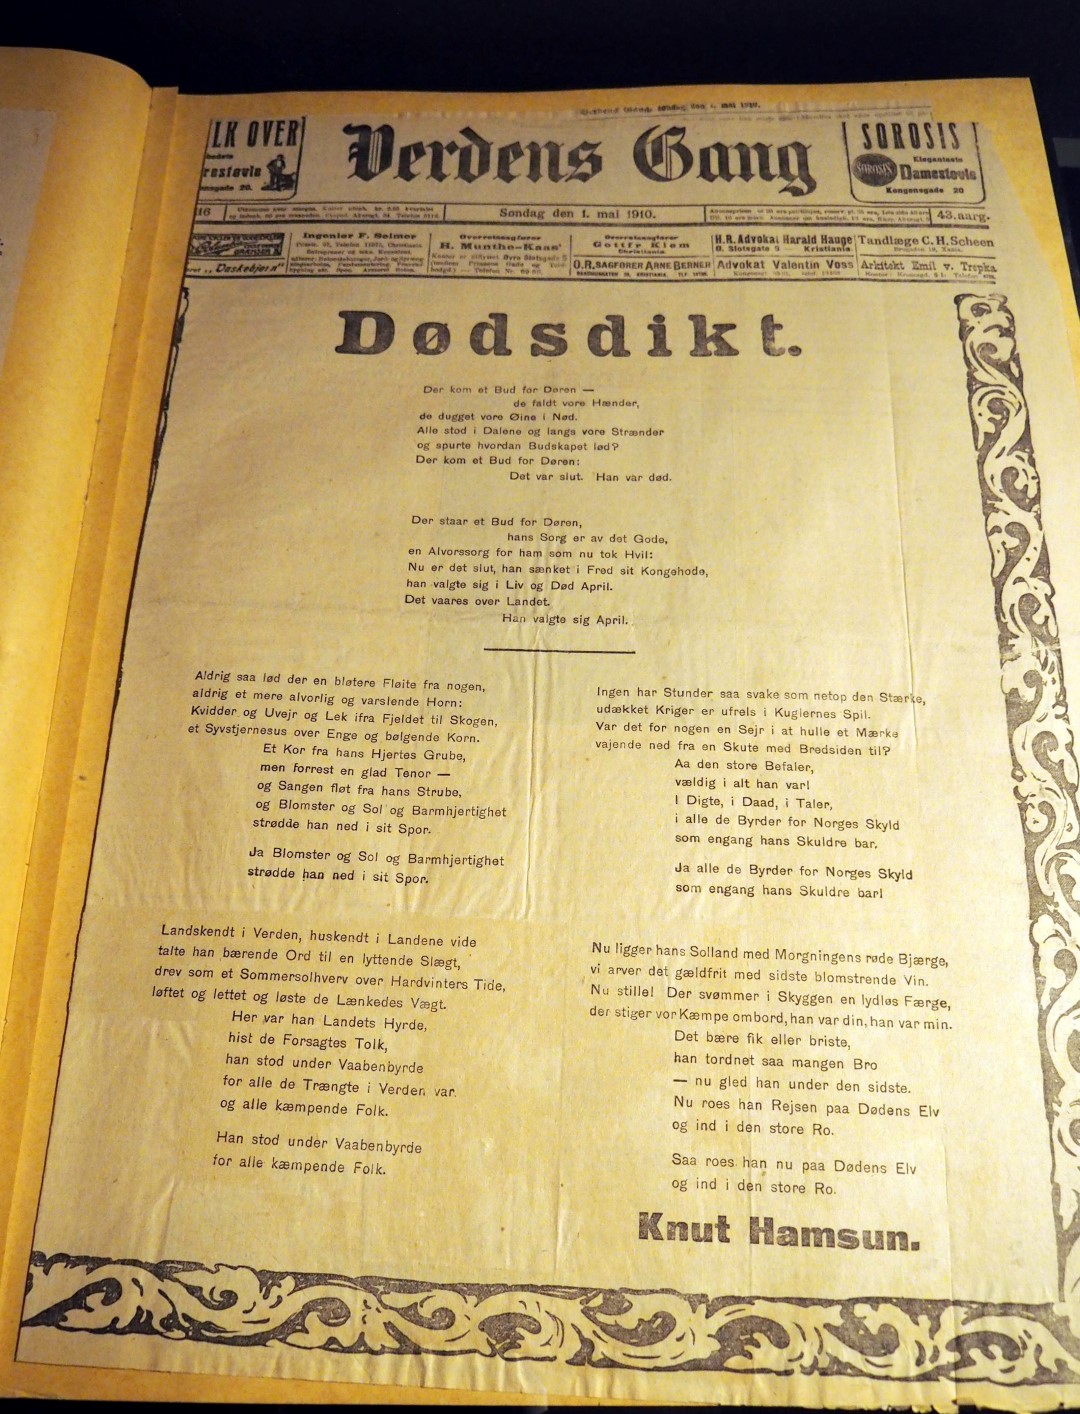 LK OVER
Verdens Gang
SOROSIS
Eleganteste
SOROSIS
Damestøvle
Kongensgade 20
Søndag den 1. mai 1910.
43. aarg.
Ingeniør F. Selmer
Overretssagfører
H. Munthe-Kaas'
Overretssagfører
Gottfr Klem
Christiania
O.R.SAGFØRER ARNE BERNER
H.R. Advokat Harald Hauge
Ø. Slotsgate 9 — Kristiania.
Advokat Valentin Voss
Tandlæge C. H. Scheen
Arkitekt Emil v. Trepka
Dødsdikt.
Der kom et Bud for Døren —
de faldt vore Hænder,
de dugget vore Øine i Nød.
Alle stod i Dalene og langs vore Strænder
og spurte hvordan Budskapet lød?
Der kom et Bud for Døren:
Det var slut. Han var død.
Der staar et Bud for Døren,
hans Sorg er av det Gode,
en Alvorssorg for ham som nu tok Hvil:
Nu er det slut, han sænket i Fred sit Kongehode,
han valgte sig i Liv og Død April.
Det vaares over Landet.
Han valgte sig April.
Aldrig saa lød der en bløtere Fløite fra nogen,
aldrig et mere alvorlig og varslende Horn:
Kvidder og Uvejr og Lek ifra Fjeldet til Skogen,
et Syvstjernesus over Enge og bølgende Korn.
Et Kor fra hans Hjertes Grube,
men forrest en glad Tenor —
og Sangen fløt fra hans Strube,
og Blomster og Sol og Barmhjertighet
strødde han ned i sit Spor.
Ja Blomster og Sol og Barmhjertighet
strødde han ned i sit Spor.
Landskendt i Verden, huskendt i Landene vide
talte han bærende Ord til en lyttende Slægt,
drev som et Sommersolhverv over Hardvinters Tide,
løftet og lettet og løste de Lænkedes Vægt.
Her var han Landets Hyrde,
hist de Forsagtes Tolk,
han stod under Vaabenbyrde
for alle de Trængte i Verden var
og alle kæmpende Folk.
Han stod under Vaabenbyrde
for alle kæmpende Folk.
Ingen har Stunder saa svake som netop den Stærke,
udækket Kriger er ufrels i Kuglernes Spil.
Var det for nogen en Sejr i at hulle et Mærke
vajende ned fra en Skute med Bredsiden til?
Aa den store Befaler,
vældig i alt han var!
I Digte, i Daad, i Taler,
i alle de Byrder for Norges Skyld
som engang hans Skuldre bar.
Ja alle de Byrder for Norges Skyld
som engang hans Skuldre bar!
Nu ligger hans Solland med Morgningens røde Bjærge,
vi arver det gældfrit med sidste blomstrende Vin.
Nu stille! Der svømmer i Skyggen en lydløs Færge,
der stiger vor Kæmpe ombord, han var din, han var min.
Det bære fik eller briste,
han tordnet saa mangen Bro
— nu gled han under den sidste.
Nu roes han Rejsen paa Dødens Elv
og ind i den store Ro.
Saa roes han nu paa Dødens Elv
og ind i den store Ro.
Knut Hamsun.